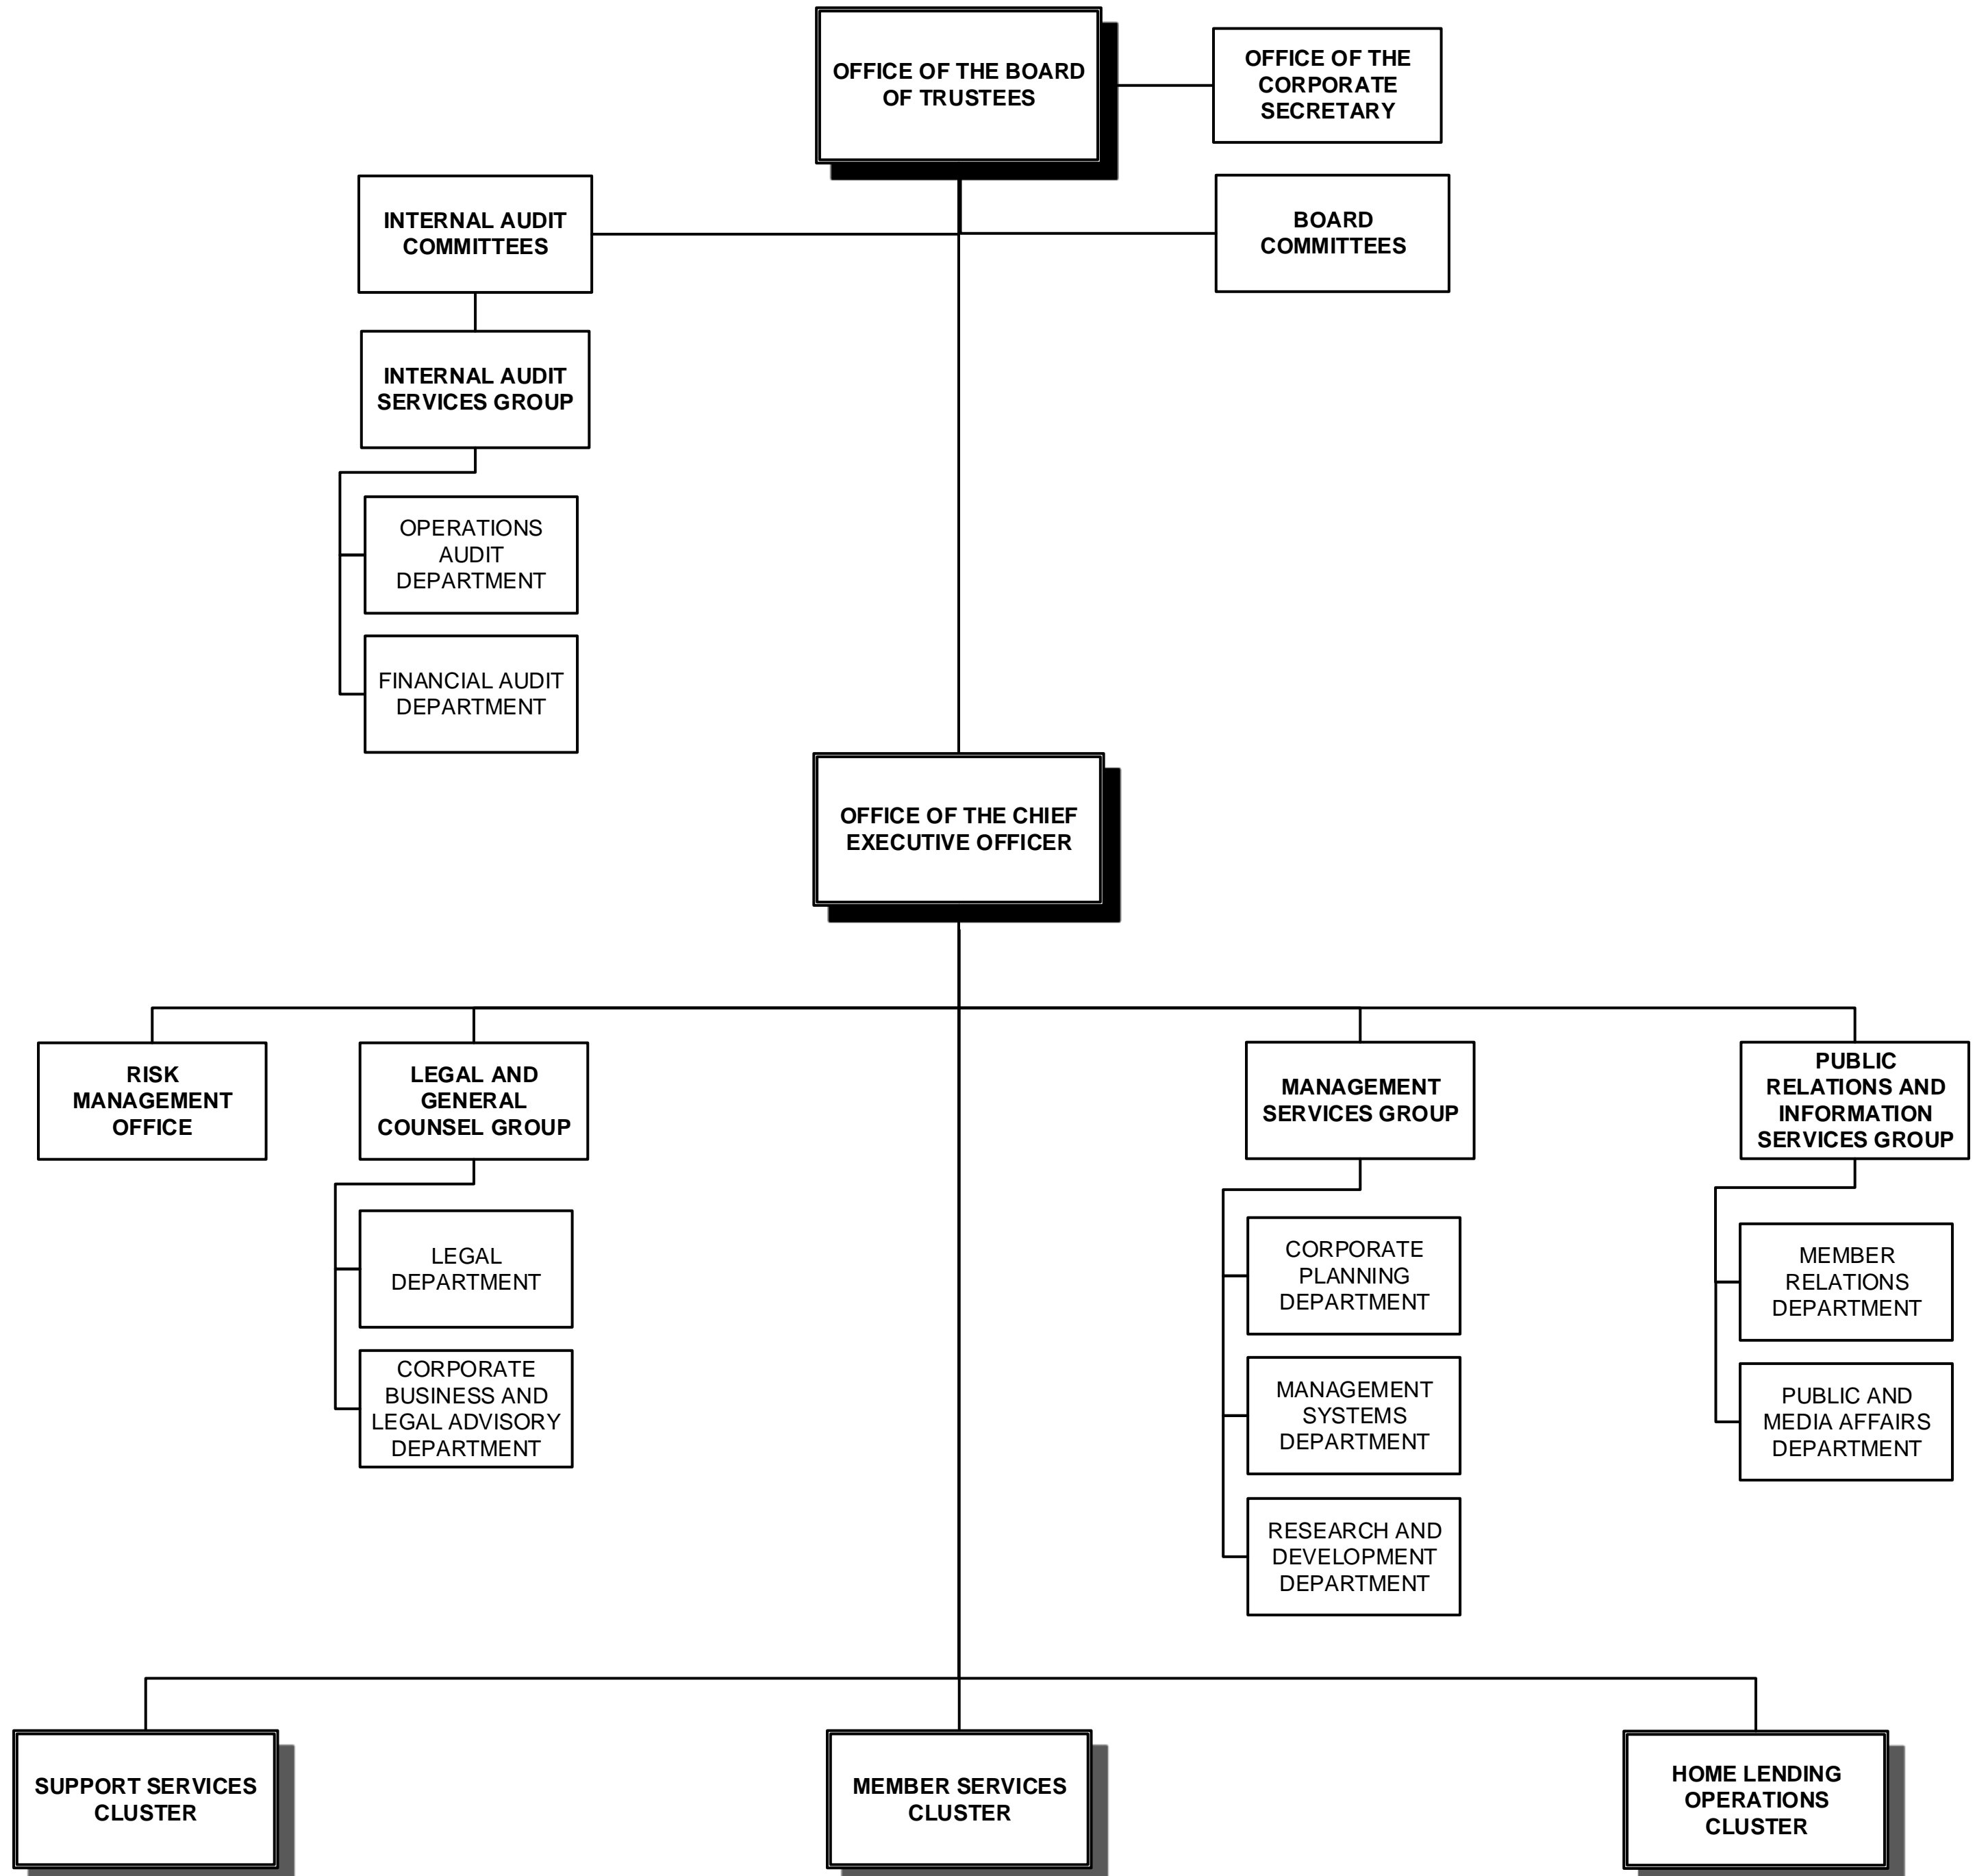 OFFICE OF THE BOARD
OF TRUSTEES
OFFICE OF THE
CORPORATE
SECRETARY
INTERNAL AUDIT
COMMITTEES
BOARD
COMMITTEES
INTERNAL AUDIT
SERVICES GROUP
OPERATIONS
AUDIT
DEPARTMENT
FINANCIAL AUDIT
DEPARTMENT
OFFICE OF THE CHIEF
EXECUTIVE OFFICER
RISK
MANAGEMENT
OFFICE
LEGAL AND
GENERAL
COUNSEL GROUP
MANAGEMENT
SERVICES GROUP
PUBLIC
RELATIONS AND
INFORMATION
SERVICES GROUP
LEGAL
DEPARTMENT
CORPORATE
BUSINESS AND
LEGAL ADVISORY
DEPARTMENT
CORPORATE
PLANNING
DEPARTMENT
MANAGEMENT
SYSTEMS
DEPARTMENT
RESEARCH AND
DEVELOPMENT
DEPARTMENT
MEMBER
RELATIONS
DEPARTMENT
PUBLIC AND
MEDIA AFFAIRS
DEPARTMENT
SUPPORT SERVICES
CLUSTER
MEMBER SERVICES
CLUSTER
HOME LENDING
OPERATIONS
CLUSTER